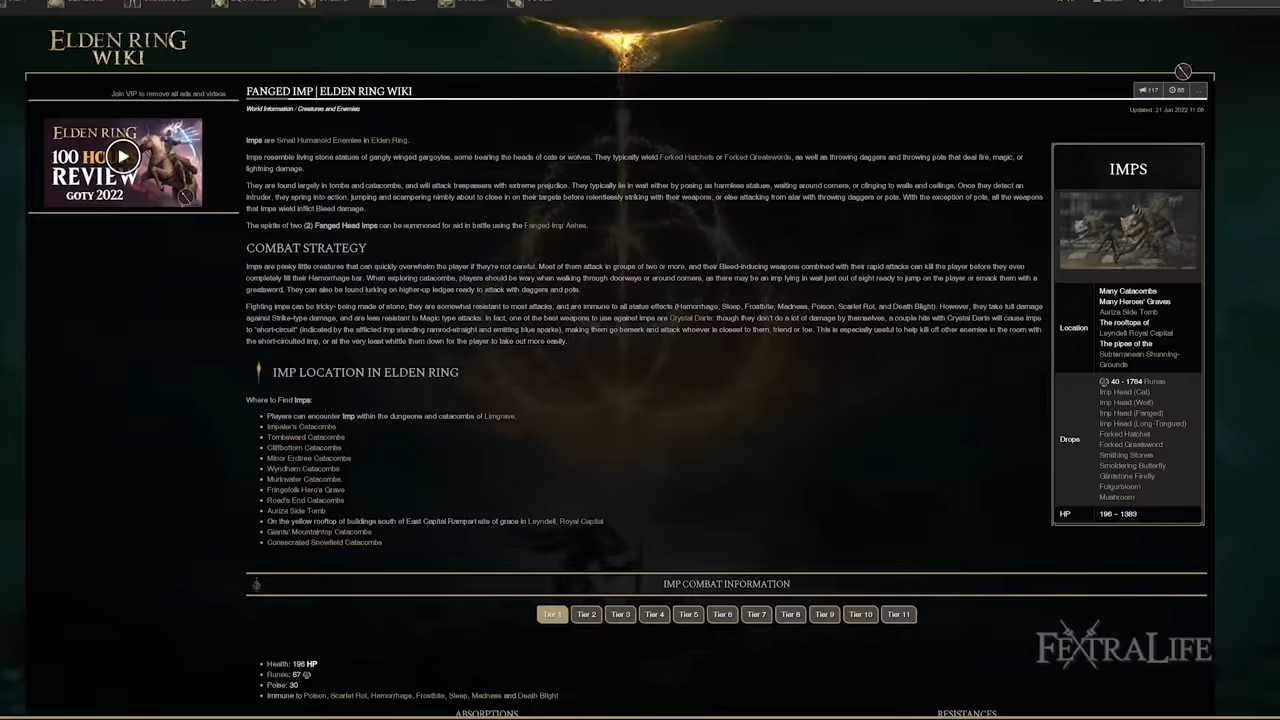 ELDEN RING
WIKI
Join VIP to remove all ads and videos
ELDEN RING
100 HO
REVIEW
GOTY 2022
FANGED IMP | ELDEN RING WIKI
117
55
...
World Information / Creatures and Enemies
Updated: 21 Jun 2022 11:08
Imps are Small Humanoid Enemies in Elden Ring.
Imps resemble living stone statues of gangly winged gargoyles, some bearing the heads of cats or wolves. They typically wield Forked Hatchets or Forked Greatswords, as well as throwing daggers and throwing pots that deal fire, magic, or
lightning damage.
They are found largely in tombs and catacombs, and will attack trespassers with extreme prejudice. They typically lie in wait either by posing as harmless statues, waiting around corners, or clinging to walls and ceilings. Once they detect an
intruder, they spring into action, jumping and scampering nimbly about to close in on their targets before relentlessly striking with their weapons, or else attacking from afar with throwing daggers or pots. With the exception of pots, all the weapons
that Imps wield inflict Bleed damage.
The spirits of two (2) Fanged Head Imps can be summoned for aid in battle using the Fanged Imp Ashes.
COMBAT STRATEGY
Imps are pesky little creatures that can quickly overwhelm the player if they're not careful. Most of them attack in groups of two or more, and their Bleed-inducing weapons combined with their rapid attacks can kill the player before they even
completely fill their Hemorrhage bar. When exploring catacombs, players should be wary when walking through doorways or around corners, as there may be an imp lying in wait just out of sight ready to jump on the player or smack them with a
greatsword. They can also be found lurking on higher-up ledges ready to attack with daggers and pots.
Fighting imps can be tricky- being made of stone, they are somewhat resistant to most attacks, and are immune to all status effects (Hemorrhage, Sleep, Frostbite, Madness, Poison, Scarlet Rot, and Death Blight). However, they take full damage
against Strike-type damage, and are less resistant to Magic type attacks. In fact, one of the best weapons to use against Imps are Crystal Darts: though they don't do a lot of damage by themselves, a couple hits with Crystal Darts will cause imps
to "short-circuit" (indicated by the afflicted imp standing ramrod-straight and emitting blue sparks), making them go berserk and attack whoever is closest to them, friend or foe. This is especially useful to help kill off other enemies in the room with
the short-circuited imp, or at the very least whittle them down for the player to take out more easily.
IMP LOCATION IN ELDEN RING
Where to Find Imps:
• Players can encounter Imp within the dungeons and catacombs of Limgrave.
• Impaler's Catacombs
• Tombsward Catacombs
• Cliffbottom Catacombs
• Minor Erdtree Catacombs
• Wyndham Catacombs
• Murkwater Catacombs.
• Fringefolk Hero's Grave
• Road's End Catacombs
• Auriza Side Tomb
• On the yellow rooftop of buildings south of East Capital Rampart site of grace in Leyndell, Royal Capital
• Giants' Mountaintop Catacombs
• Consecrated Snowfield Catacombs
IMPS
Location
Many Catacombs
Many Heroes' Graves
Auriza Side Tomb
The rooftops of
Leyndell Royal Capital
The pipes of the
Subterranean Shunning-
Grounds
Drops
40 - 1784 Runes
Imp Head (Cat)
Imp Head (Wolf)
Imp Head (Fanged)
Imp Head (Long-Tongued)
Forked Hatchet
Forked Greatsword
Smithing Stones
Smoldering Butterfly
Glintstone Firefly
Fulgurbloom
Mushroom
HP 196 – 1383
IMP COMBAT INFORMATION
Tier 1 Tier 2 Tier 3 Tier 4 Tier 5 Tier 6 Tier 7 Tier 8 Tier 9 Tier 10 Tier 11
• Health: 196 HP
• Runes: 67
• Poise: 30
• Immune to Poison, Scarlet Rot, Hemorrhage, Frostbite, Sleep, Madness and Death Blight
ABSORPTIONS RESISTANCES
FEXTRALIFE